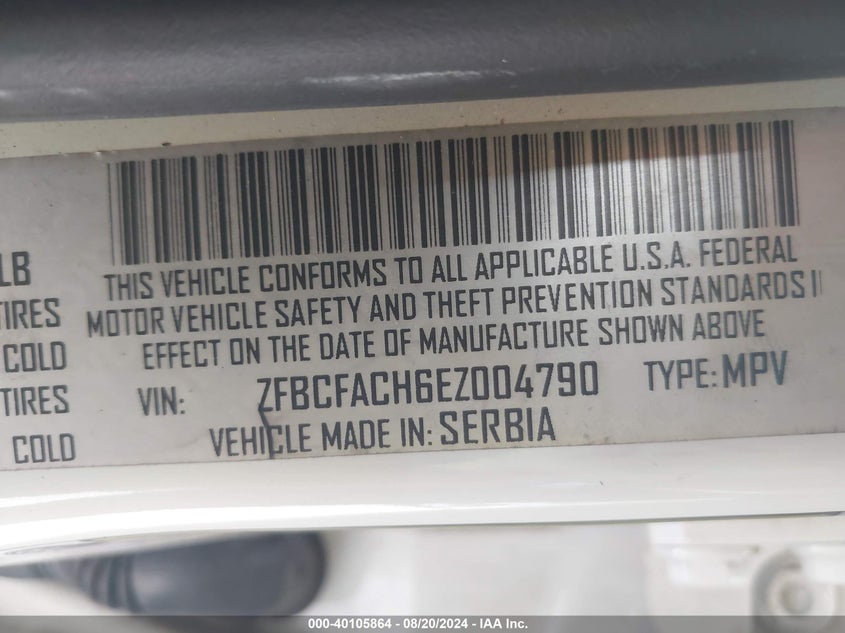 LB
TIRES
COLD
TIRES
COLD
THIS VEHICLE CONFORMS TO ALL APPLICABLE U.S.A. FEDERAL
MOTOR VEHICLE SAFETY AND THEFT PREVENTION STANDARDS I
EFFECT ON THE DATE OF MANUFACTURE SHOWN ABOVE
VIN: ZFBCFACH6EZ004790 TYPE: MPV
VEHICLE MADE IN: SERBIA
000-40105864 - 08/20/2024 - IAA Inc.